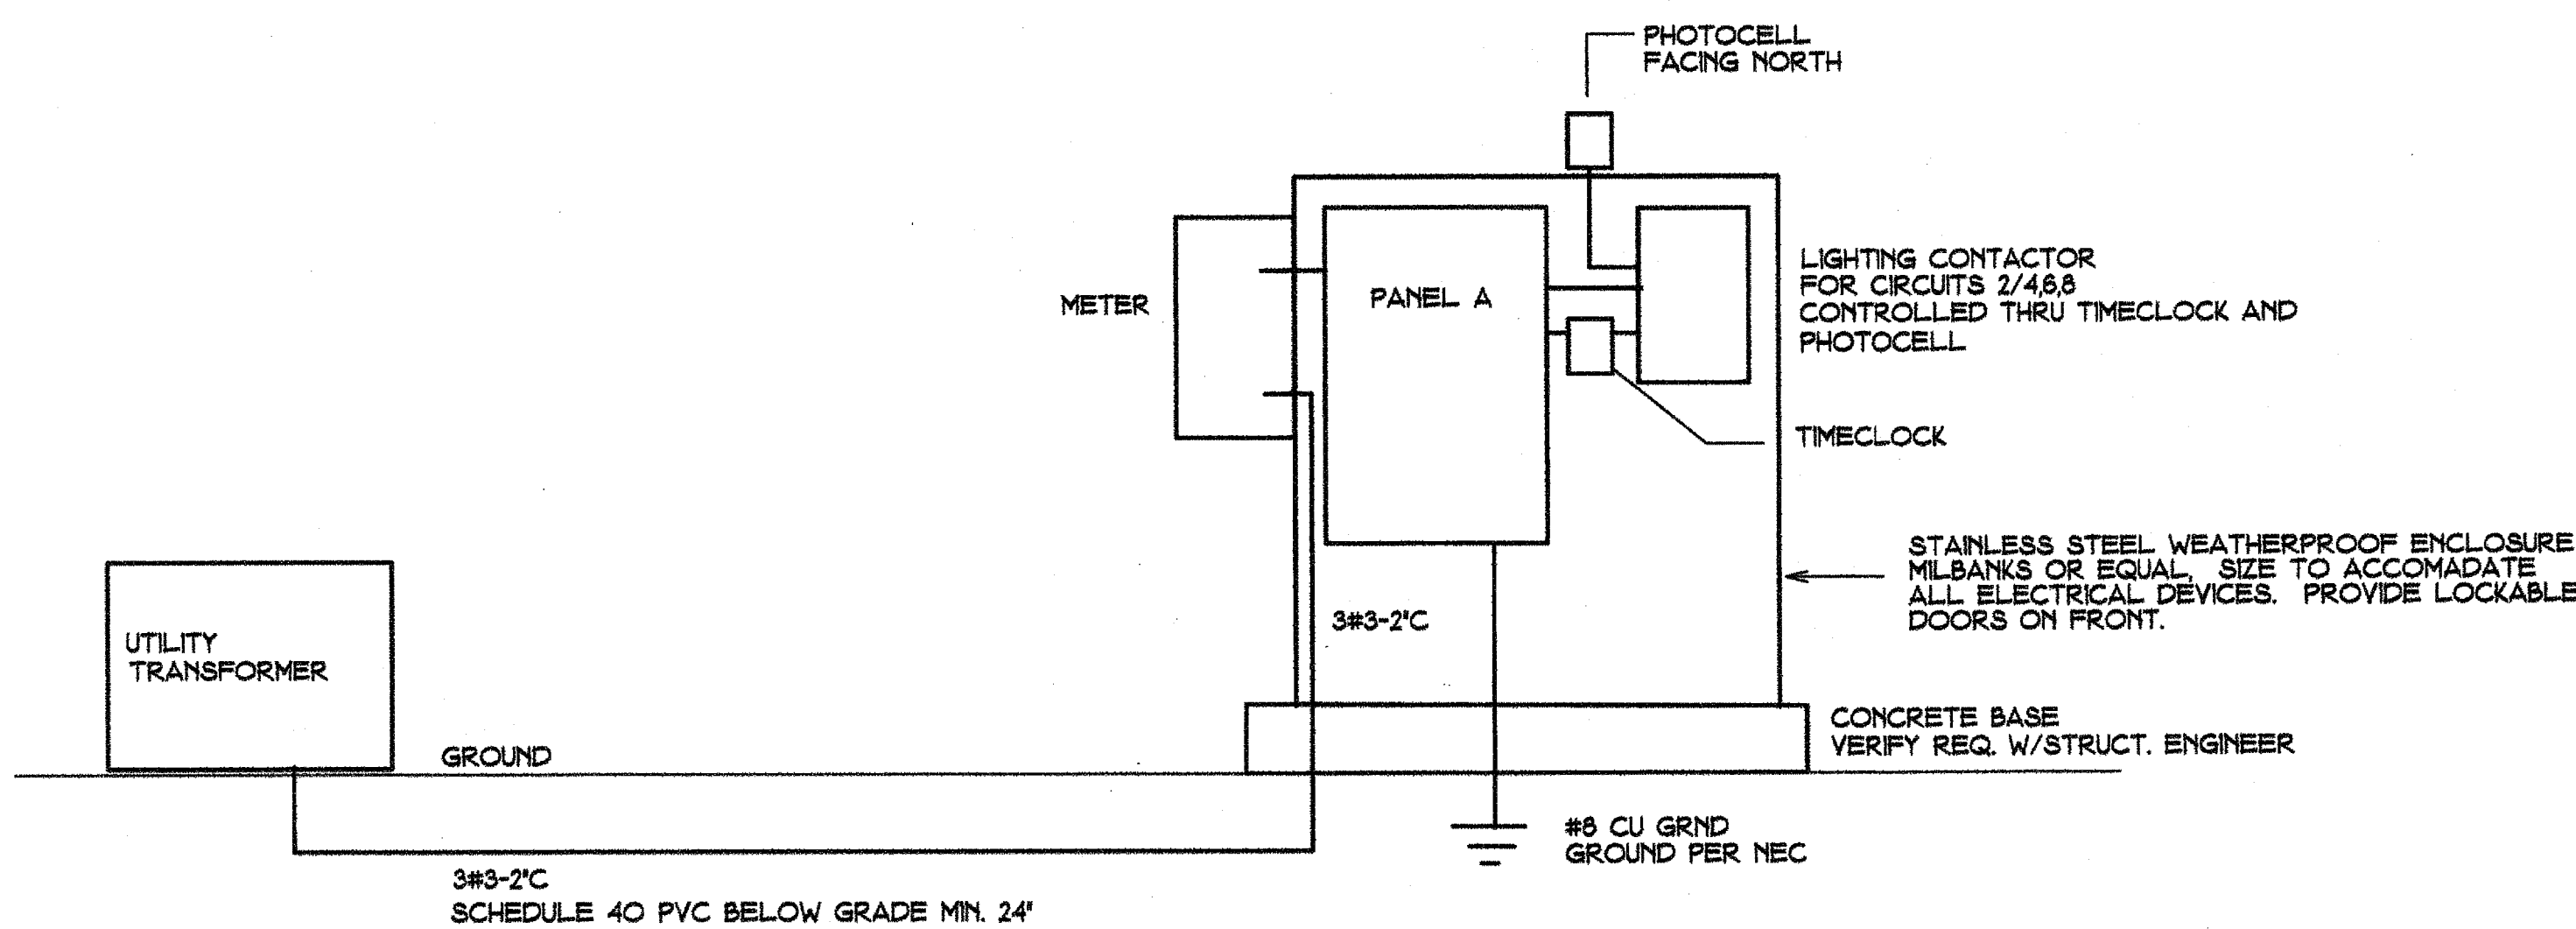 PHOTOCELL
FACING NORTH
METER
PANEL A
LIGHTING CONTACTOR
FOR CIRCUITS 2/4,6,8
CONTROLLED THRU TIMECLOCK AND
PHOTOCELL
TIMECLOCK
STAINLESS STEEL WEATHERPROOF ENCLOSURE
MILBANKS OR EQUAL, SIZE TO ACCOMADATE
ALL ELECTRICAL DEVICES. PROVIDE LOCKABLE
DOORS ON FRONT.
3#3-2"C
UTILITY
TRANSFORMER
GROUND
CONCRETE BASE
VERIFY REQ. W/STRUCT. ENGINEER
#8 CU GRND
GROUND PER NEC
3#3-2"C
SCHEDULE 40 PVC BELOW GRADE MIN. 24"